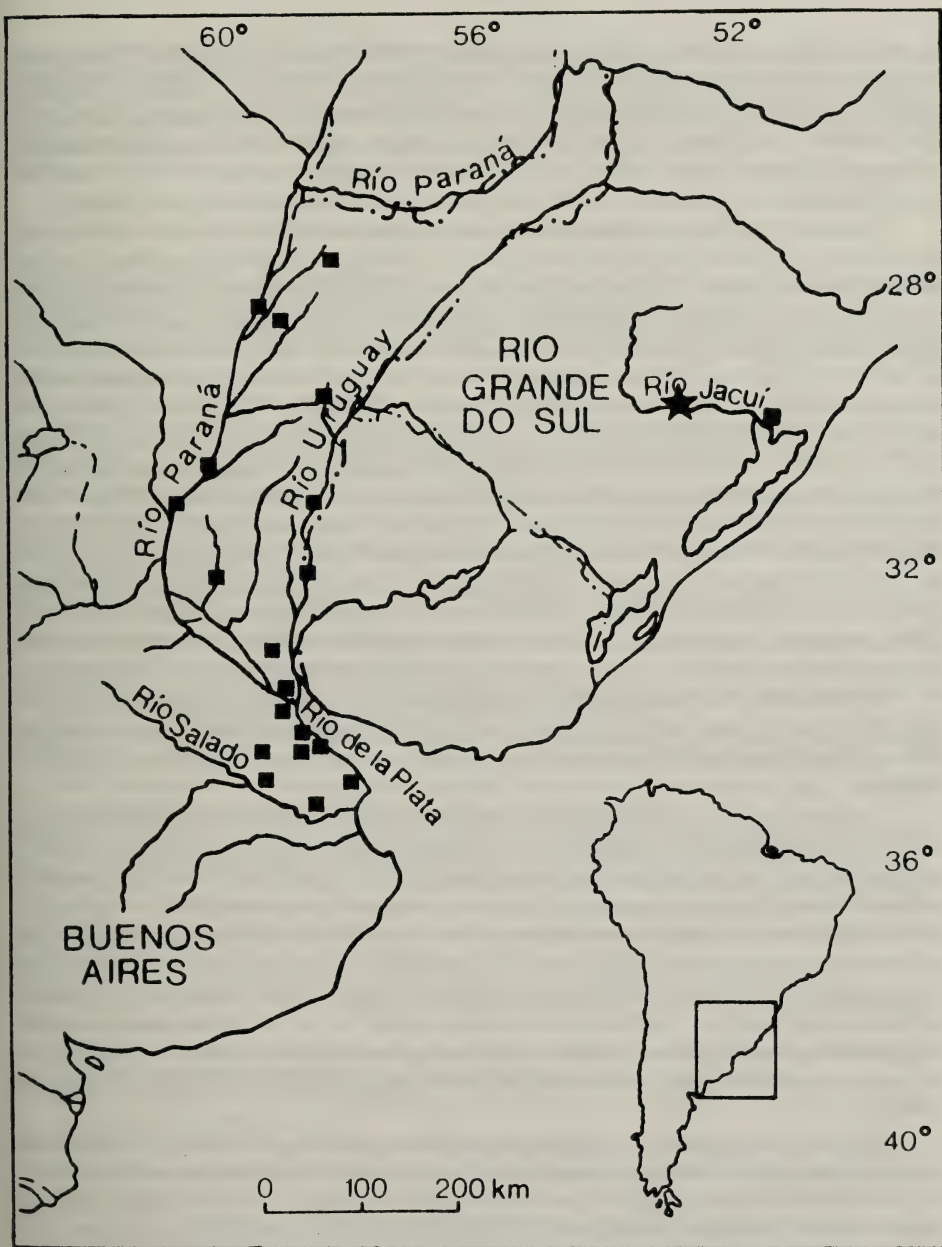 60° 56° 52°
Río paraná
28°
RIO
GRANDE
DO SUL
Río Jacuí
Río Uruguay
Río Paraná
32°
Río Salado
Río de la Plata
36°
BUENOS
AIRES
40°
0 100 200 km